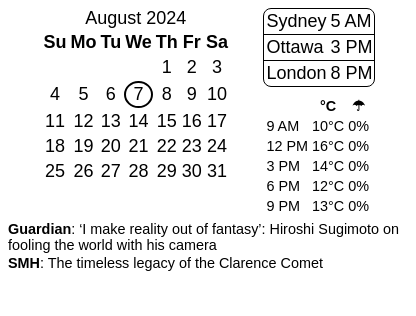 August 2024
Su Mo Tu We Th Fr Sa
1 2 3
4 5 6 7 8 9 10
11 12 13 14 15 16 17
18 19 20 21 22 23 24
25 26 27 28 29 30 31
Sydney 5 AM
Ottawa 3 PM
London 8 PM
°C ☂
9 AM 10°C 0%
12 PM 16°C 0%
3 PM 14°C 0%
6 PM 12°C 0%
9 PM 13°C 0%
Guardian: ‘I make reality out of fantasy’: Hiroshi Sugimoto on
fooling the world with his camera
SMH: The timeless legacy of the Clarence Comet